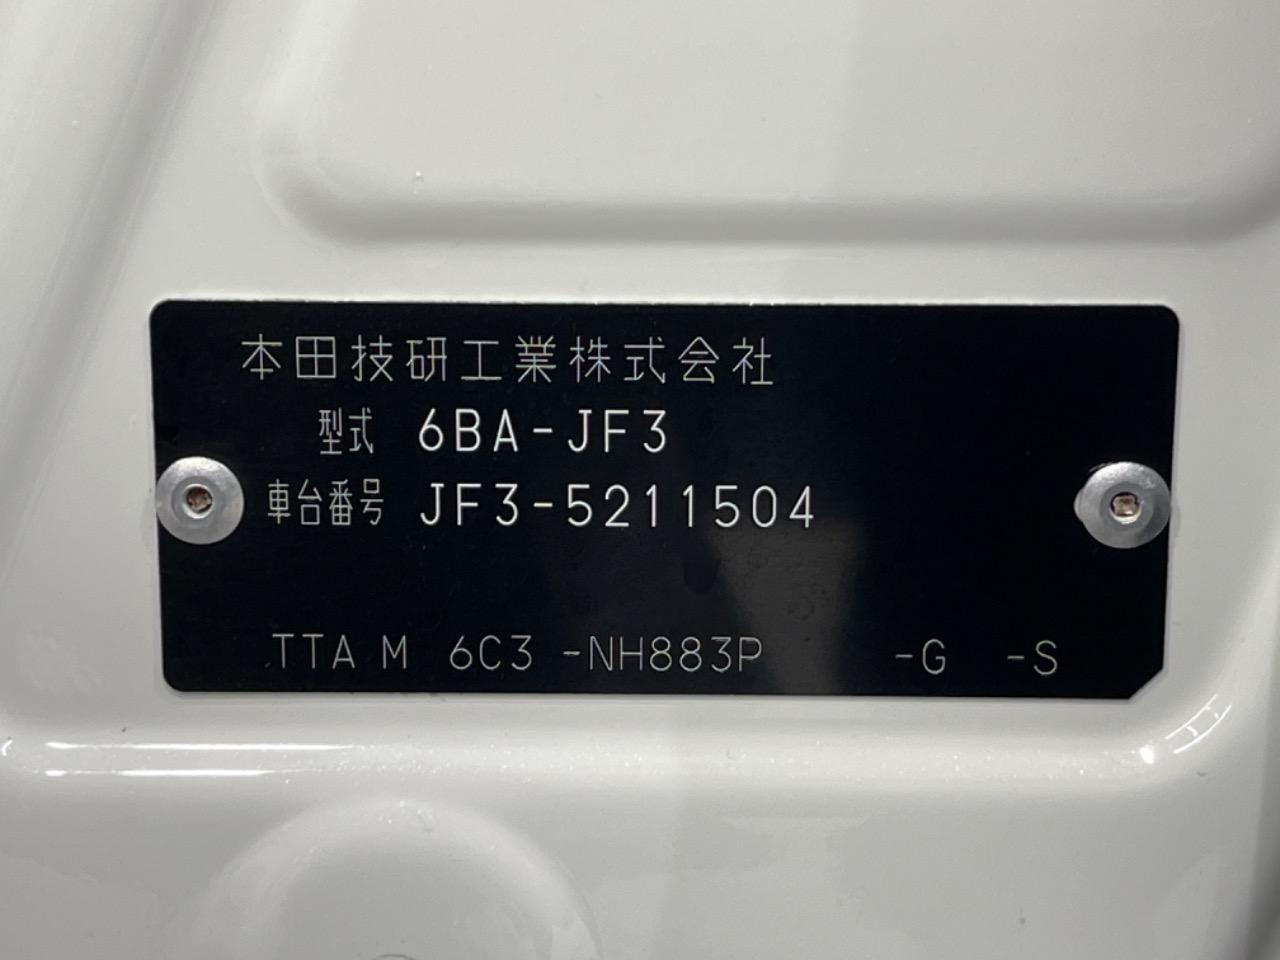 本田技研工業株式会社
型式 6BA-JF3
車台番号 JF3-5211504
TTA M 6C3 -NH883P -G -S